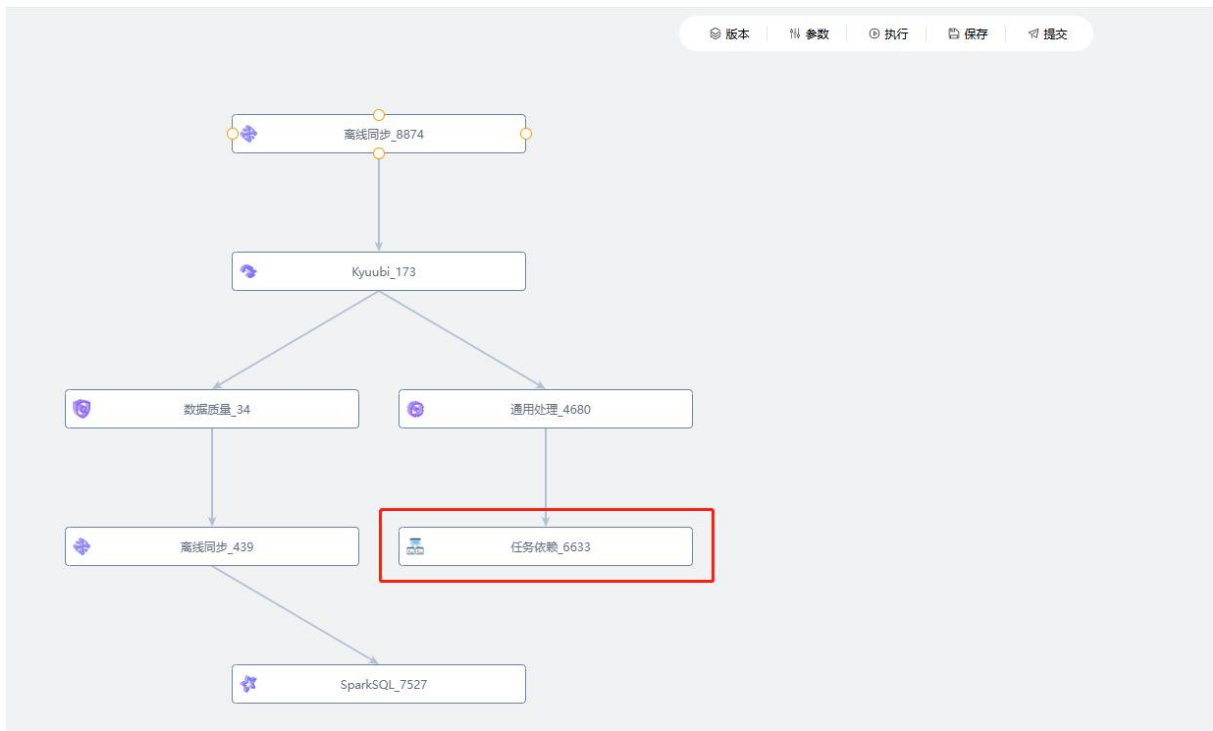 版本 参数 执行 保存 提交
离线同步_8874
Kyuubi_173
数据质量_34
通用处理_4680
离线同步_439
任务依赖_6633
SparkSQL_7527